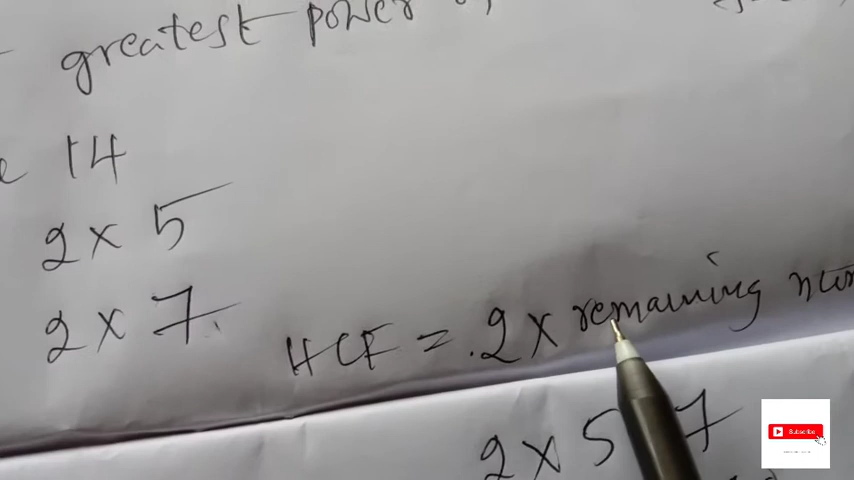 greatest power
14
2 x 5
2 x 7
HCF = 2 x remaining
2 x 5 7
Subscribe